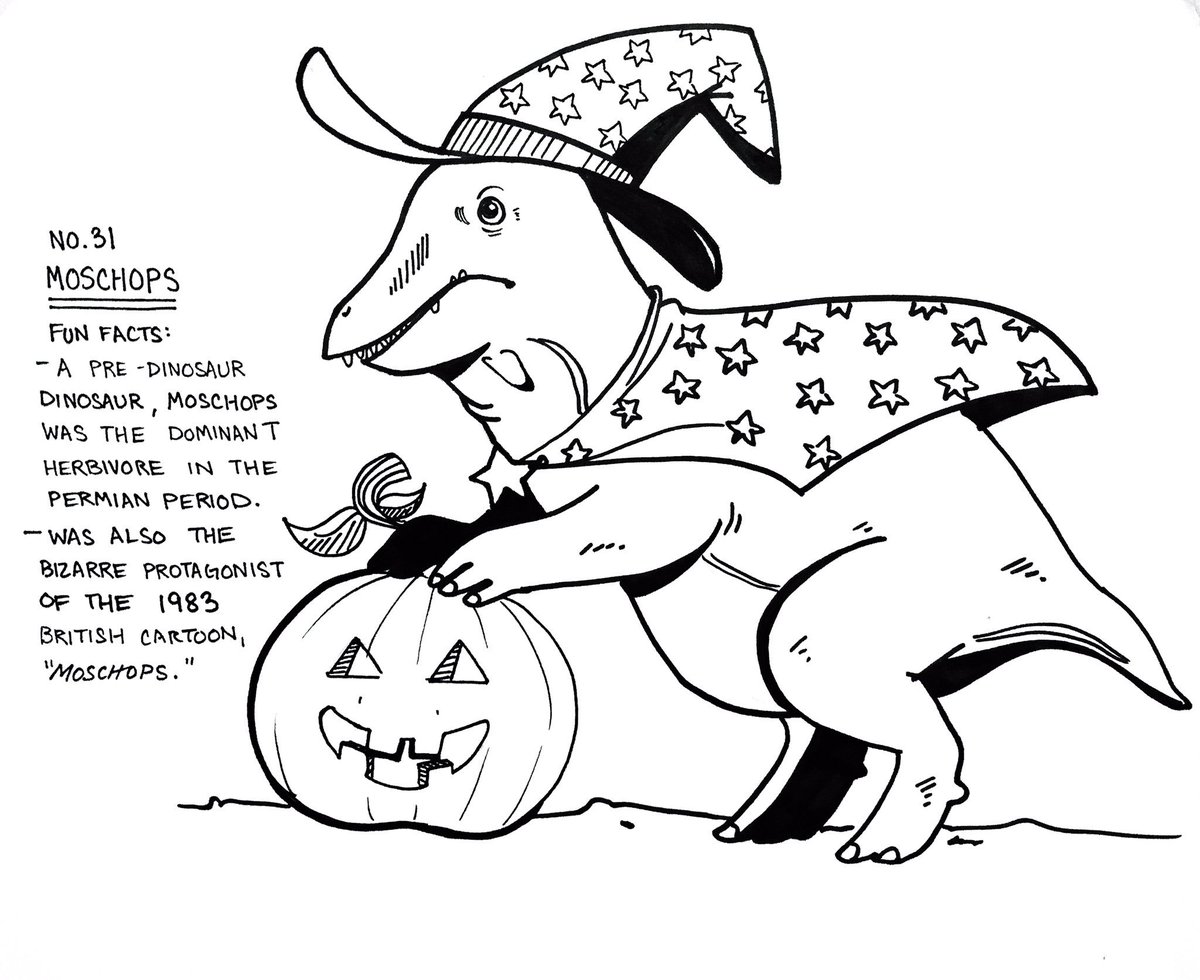 NO.31
MOSCHOPS
FUN FACTS:
- A PRE-DINOSAUR
DINOSAUR, MOSCHOPS
WAS THE DOMINANT
HERBIVORE IN THE
PERMIAN PERIOD.
- WAS ALSO THE
BIZARRE PROTAGONIST
OF THE 1983
BRITISH CARTOON,
"MOSCHOPS."